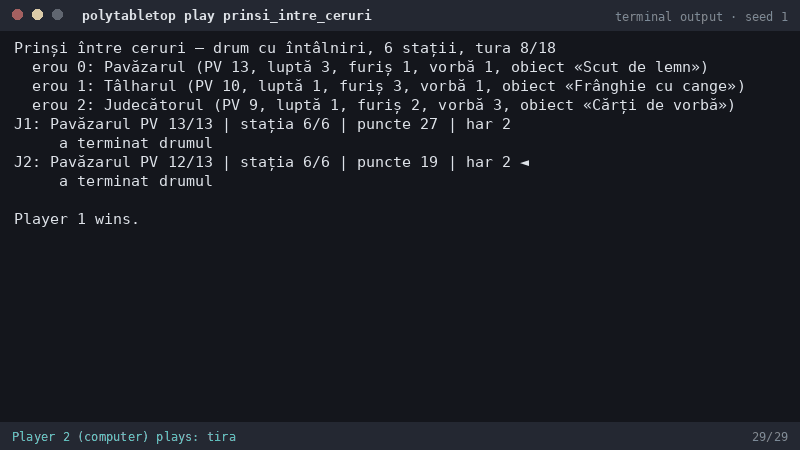 polytabletop play prinsi_intre_ceruri
terminal output · seed 1
Prinși între ceruri — drum cu întâlniri, 6 stații, tura 8/18
erou 0: Pavăzarul (PV 13, luptă 3, furiș 1, vorbă 1, obiect «Scut de lemn»)
erou 1: Tâlharul (PV 10, luptă 1, furiș 3, vorbă 1, obiect «Frânghie cu cange»)
erou 2: Judecătorul (PV 9, luptă 1, furiș 2, vorbă 3, obiect «Cărți de vorbă»)
J1: Pavăzarul PV 13/13 | stația 6/6 | puncte 27 | har 2
a terminat drumul
J2: Pavăzarul PV 12/13 | stația 6/6 | puncte 19 | har 2 ◄
a terminat drumul
Player 1 wins.
Player 2 (computer) plays: tira
29/29